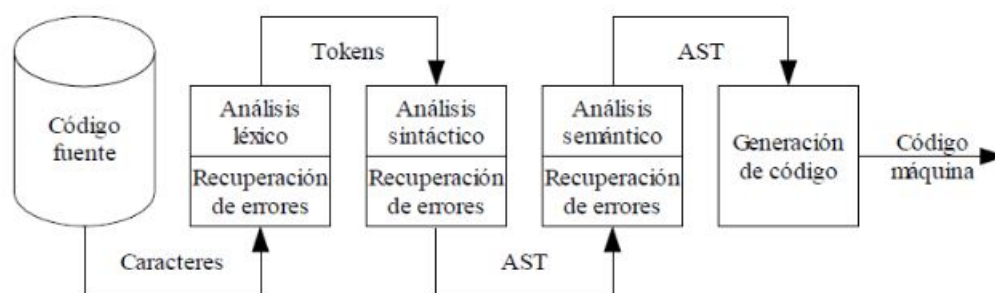 Código
fuente
Caracteres
Análisis
léxico
Recuperación
de errores
Tokens
Análisis
sintáctico
Recuperación
de errores
AST
Análisis
semántico
Recuperación
de errores
AST
Generación
de código
Código
máquina